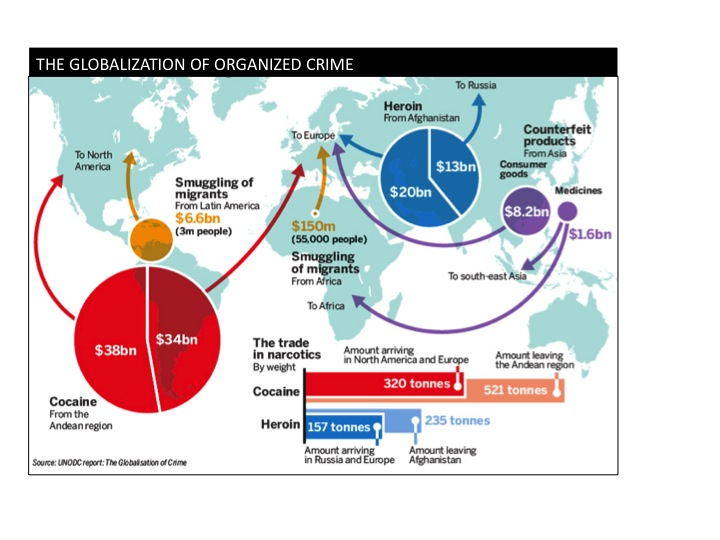 THE GLOBALIZATION OF ORGANIZED CRIME
To Russia
Heroin
From Afghanistan
$13bn
$20bn
To Europe
Counterfeit
products
From Asia
Consumer
goods
$8.2bn
Medicines
$1.6bn
To south-east Asia
To Africa
To North
America
Smuggling of
migrants
From Latin America
$6.6bn
(3m people)
$150m
(55,000 people)
Smuggling
of migrants
From Africa
$38bn
$34bn
Cocaine
From the
Andean region
The trade
in narcotics
By weight
Amount arriving
in North America and Europe
Amount leaving
the Andean region)
Cocaine
320 tonnes
521 tonnes
Heroin
157 tonnes
235 tonnes
Amount arriving
in Russia and Europe
Amount leaving
Afghanistan
Source: UNODC report: The Globalisation of Crime